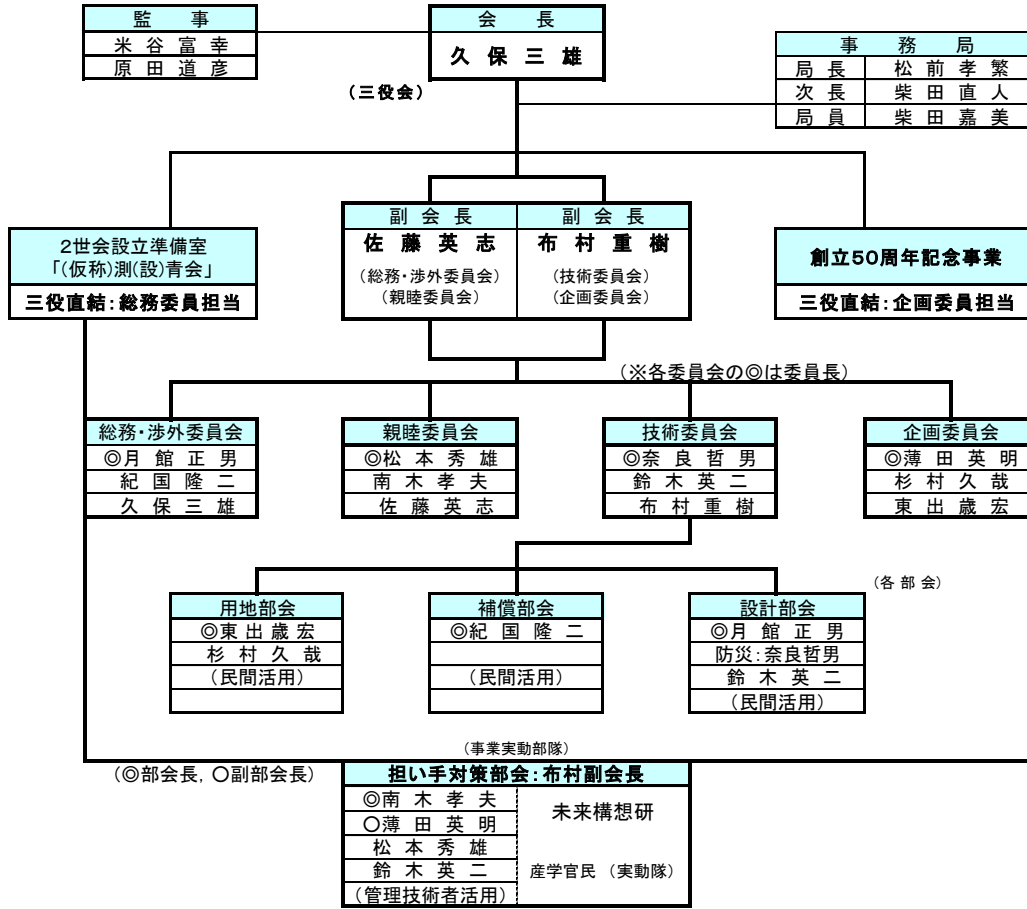 監 事
米 谷 富 幸
原 田 道 彦
会 長
久 保 三 雄
(三役会)
事 務 局
局 長 松 前 孝 繁
次 長 柴 田 直 人
局 員 柴 田 嘉 美
2世会設立準備室
「(仮称)測(設)青会」
三役直結:総務委員担当
副 会 長
佐 藤 英 志
(総務・渉外委員会)
(親睦委員会)
副 会 長
布 村 重 樹
(技術委員会)
(企画委員会)
創立50周年記念事業
三役直結:企画委員担当
(※各委員会の◎は委員長)
総務・渉外委員会
◎月 館 正 男
紀 国 隆 二
久 保 三 雄
親睦委員会
◎松 本 秀 雄
南 木 孝 夫
佐 藤 英 志
技術委員会
◎奈 良 哲 男
鈴 木 英 二
布 村 重 樹
企画委員会
◎薄 田 英 明
杉 村 久 哉
東 出 歳 宏
(各 部 会)
用地部会
◎東 出 歳 宏
杉 村 久 哉
(民間活用)
補償部会
◎紀 国 隆 二
(民間活用)
設計部会
◎月 館 正 男
防災:奈良哲男
鈴 木 英 二
(民間活用)
(事業実動部隊)
(◎部会長,○副部会長)
担い手対策部会:布村副会長
◎南 木 孝 夫
○薄 田 英 明
松 本 秀 雄
鈴 木 英 二
(管理技術者活用)
未来構想研
産学官民 (実動隊)